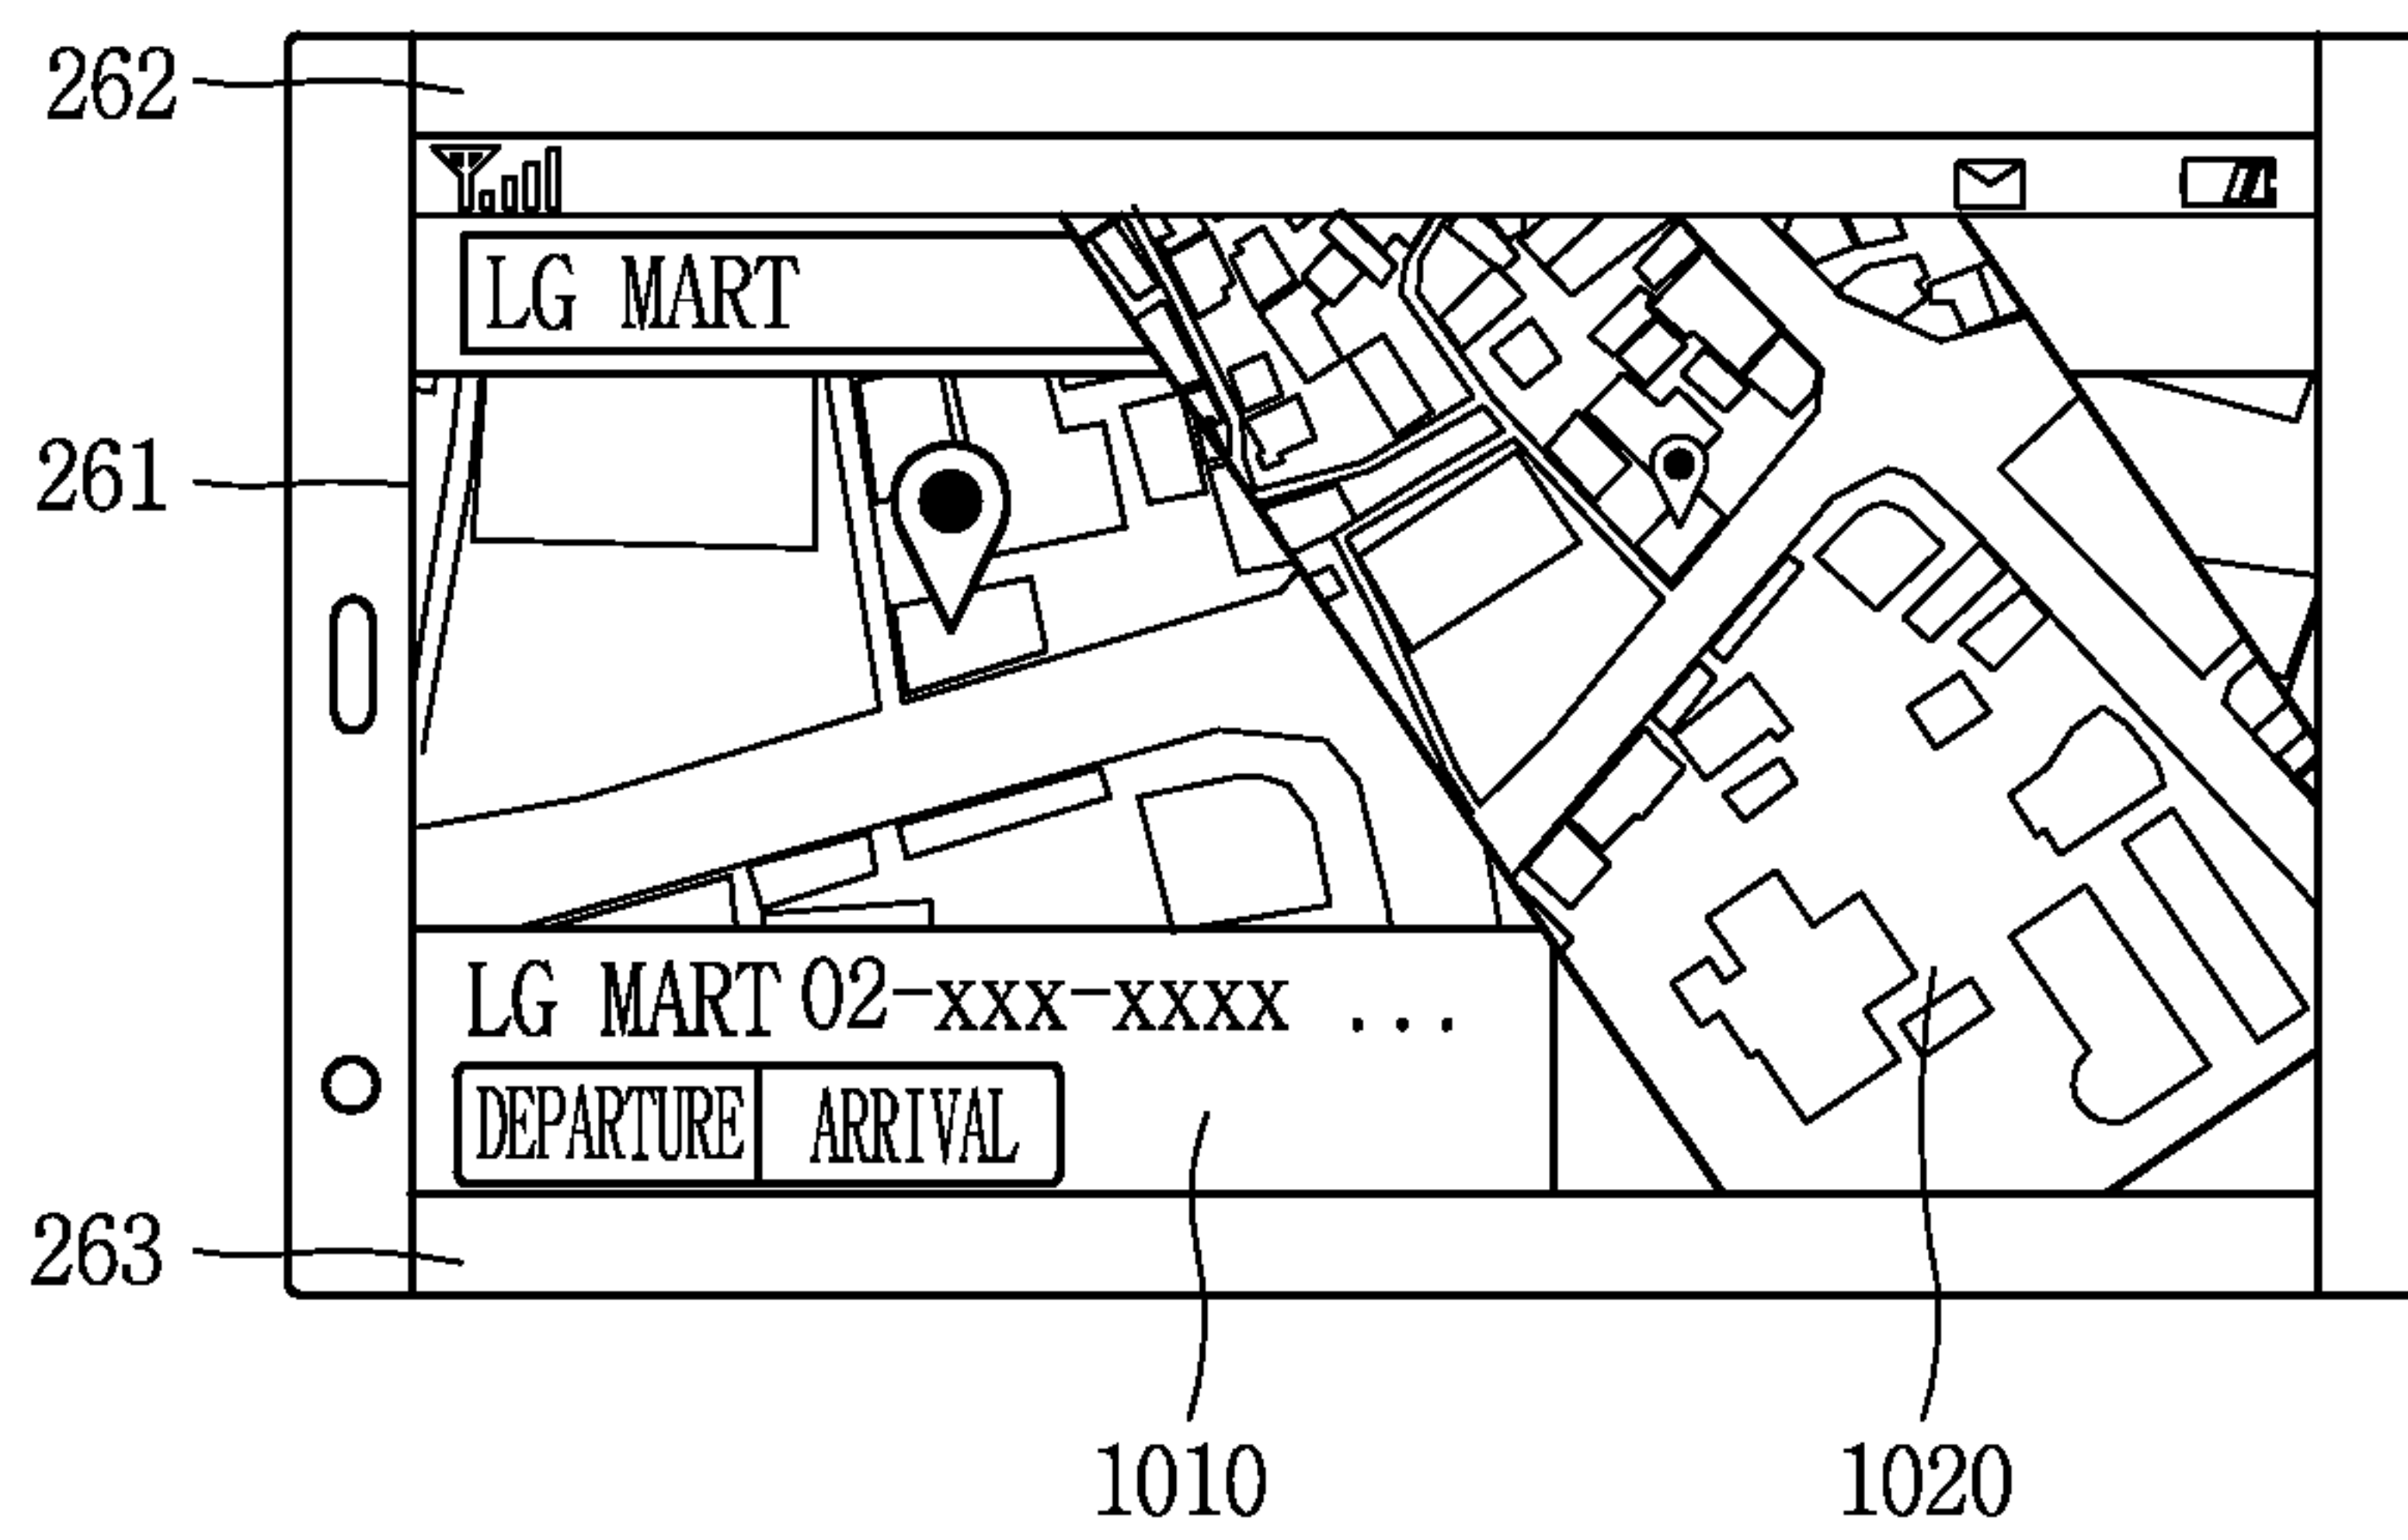 262
LG MART
261
LG MART 02-xxx-xxxx ...
DEPARTURE ARRIVAL
263
1010 1020